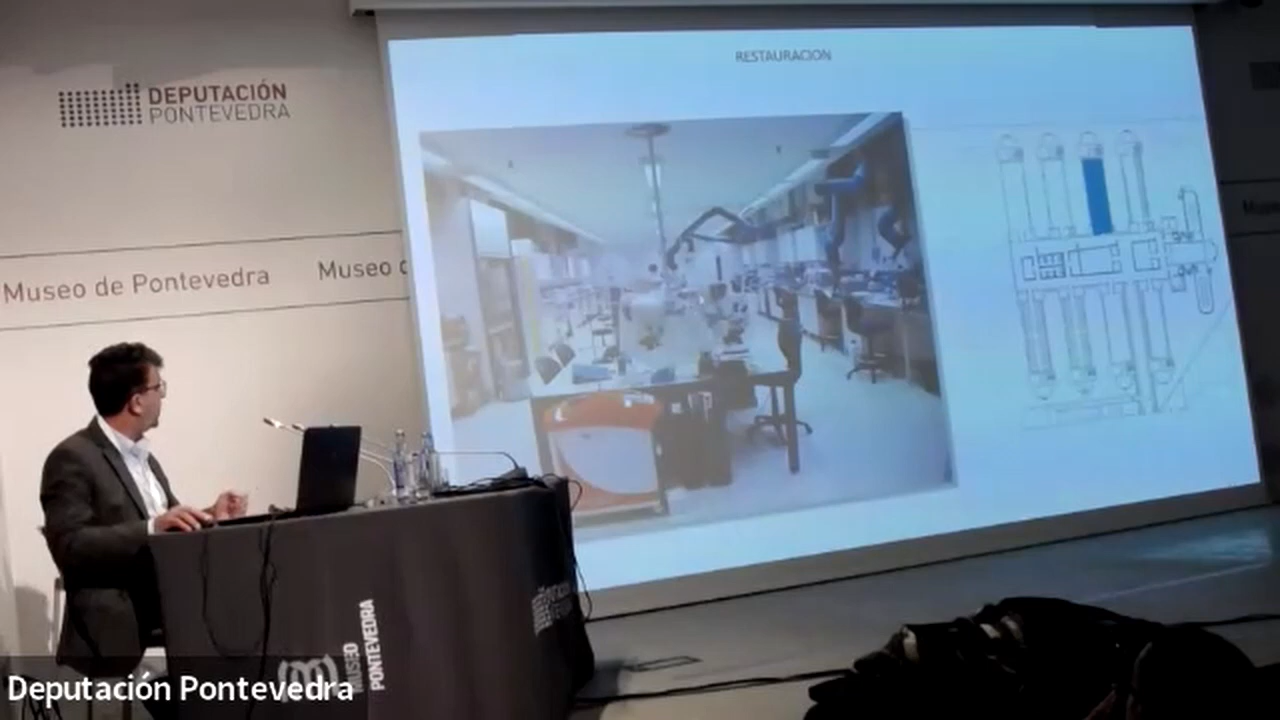 RESTAURACION
DEPUTACIÓN
PONTEVEDRA
Museo de Pontevedra
Museo d
MUSEO
PONTEVEDRA
Deputación Pontevedra